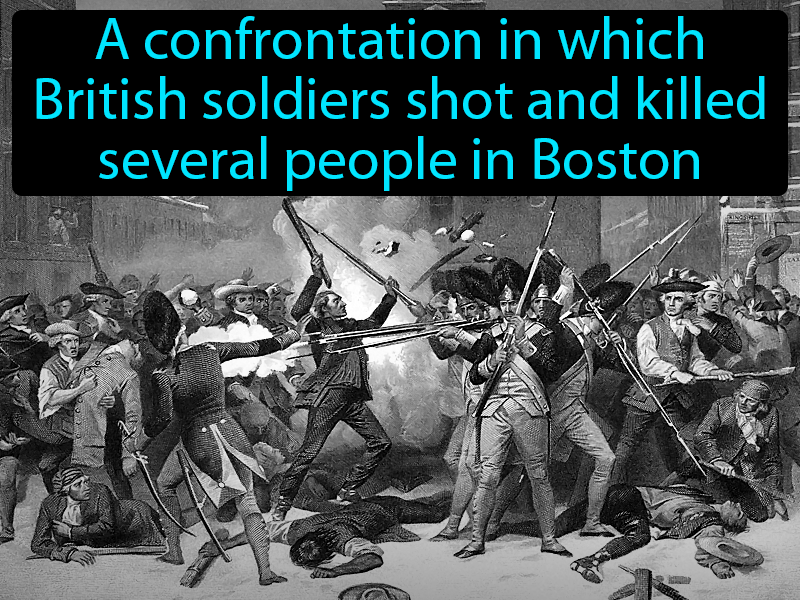 A confrontation in which
British soldiers shot and killed
several people in Boston